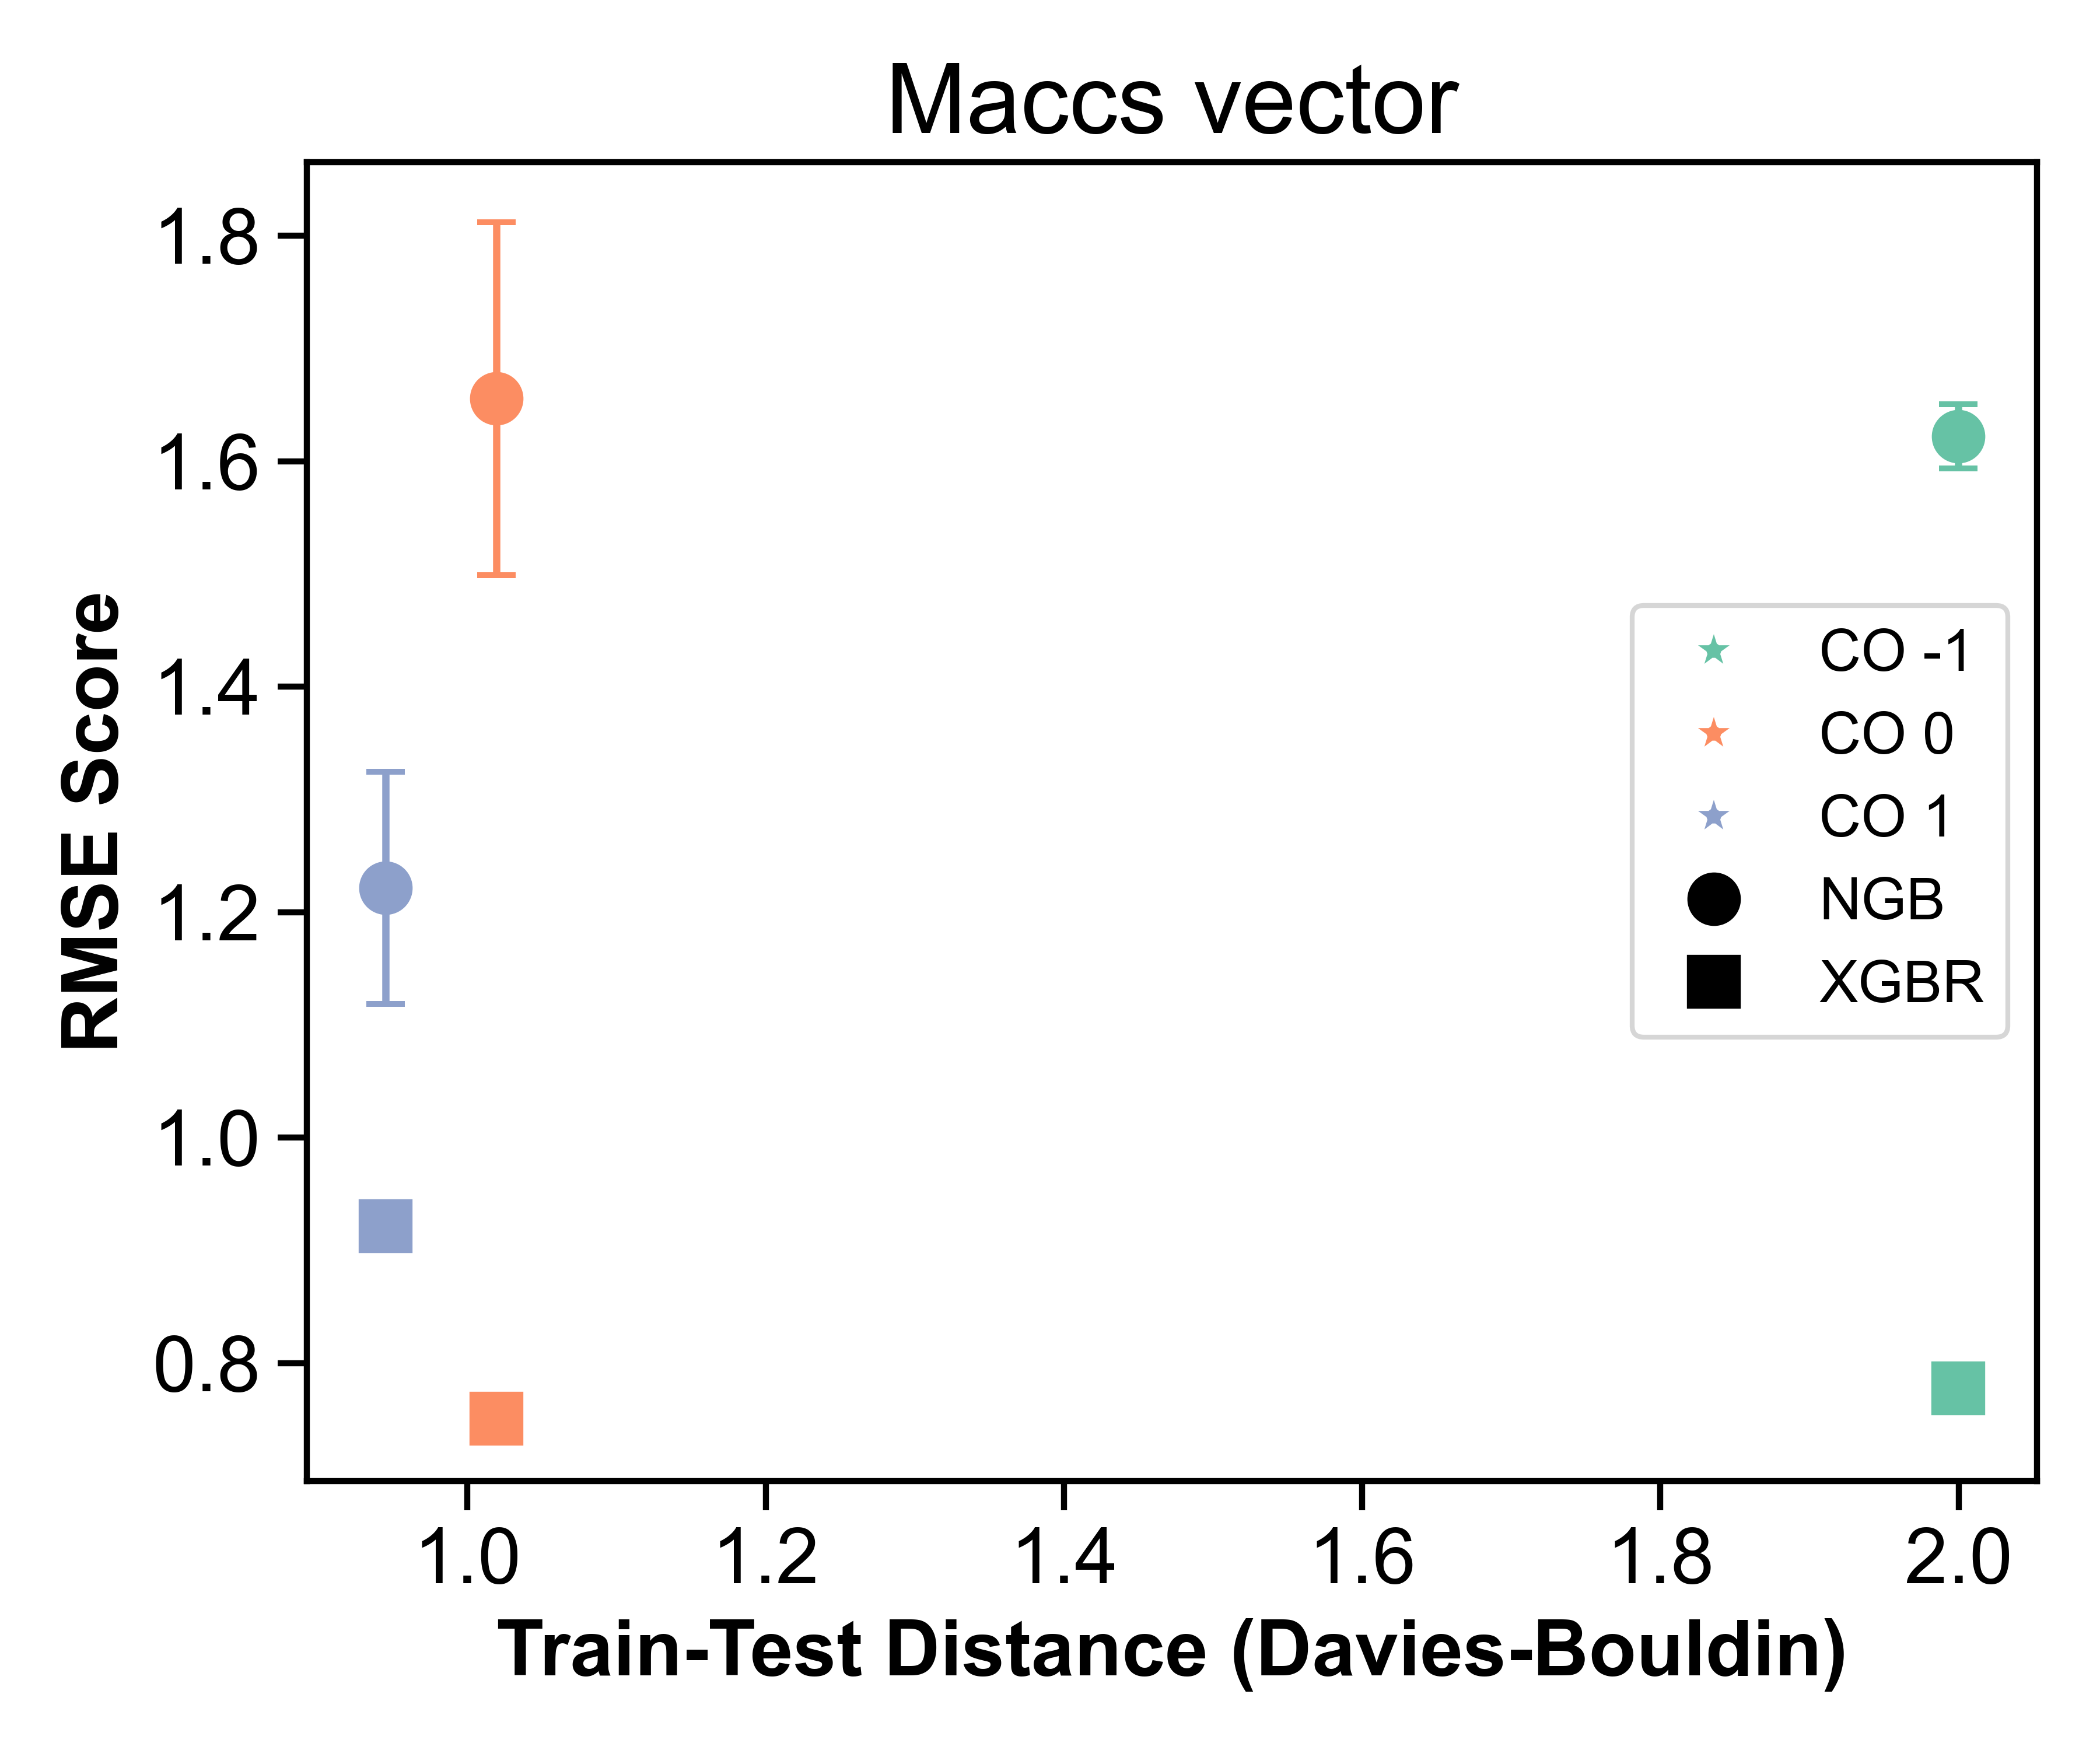 Maccs vector
RMSE Score
1.8
1.6
1.4
1.2
1.0
0.8
CO -1
CO 0
CO 1
NGB
XGBR
1.0 1.2 1.4 1.6 1.8 2.0
Train-Test Distance (Davies-Bouldin)